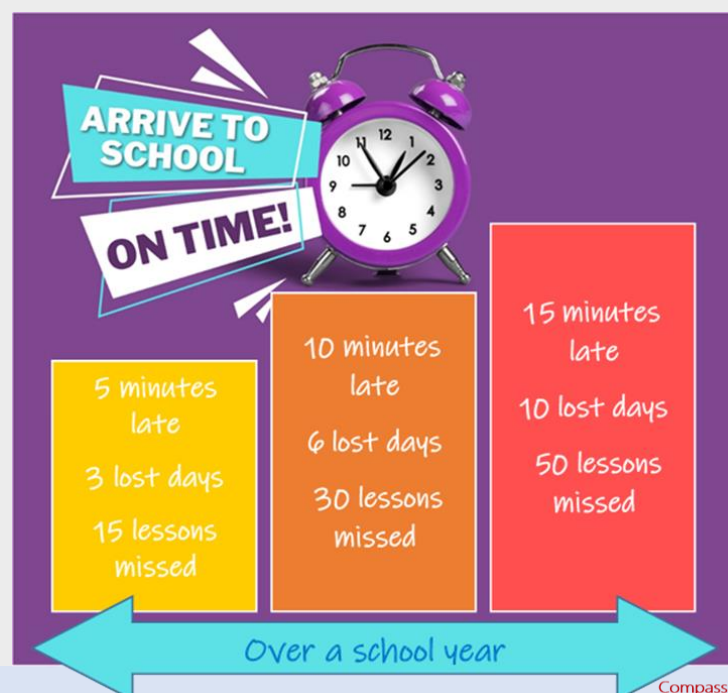 ARRIVE TO
SCHOOL
ON TIME!
12
1
2
3
4
5
6
7
8
9
10
11
5 minutes
late
3 lost days
15 lessons
missed
10 minutes
late
6 lost days
30 lessons
missed
15 minutes
late
10 lost days
50 lessons
missed
Over a school year
Compass